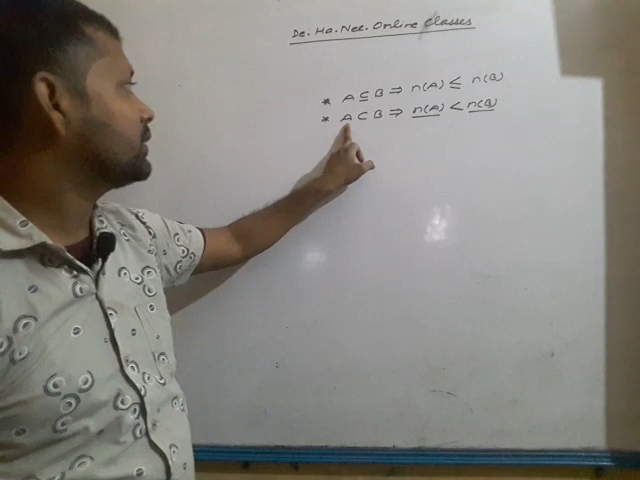 De. Ha. Nee. Online Classes
* A ⊆ B ⇒ n(A) ≤ n(B)
* A ⊂ B ⇒ n(A) < n(B)